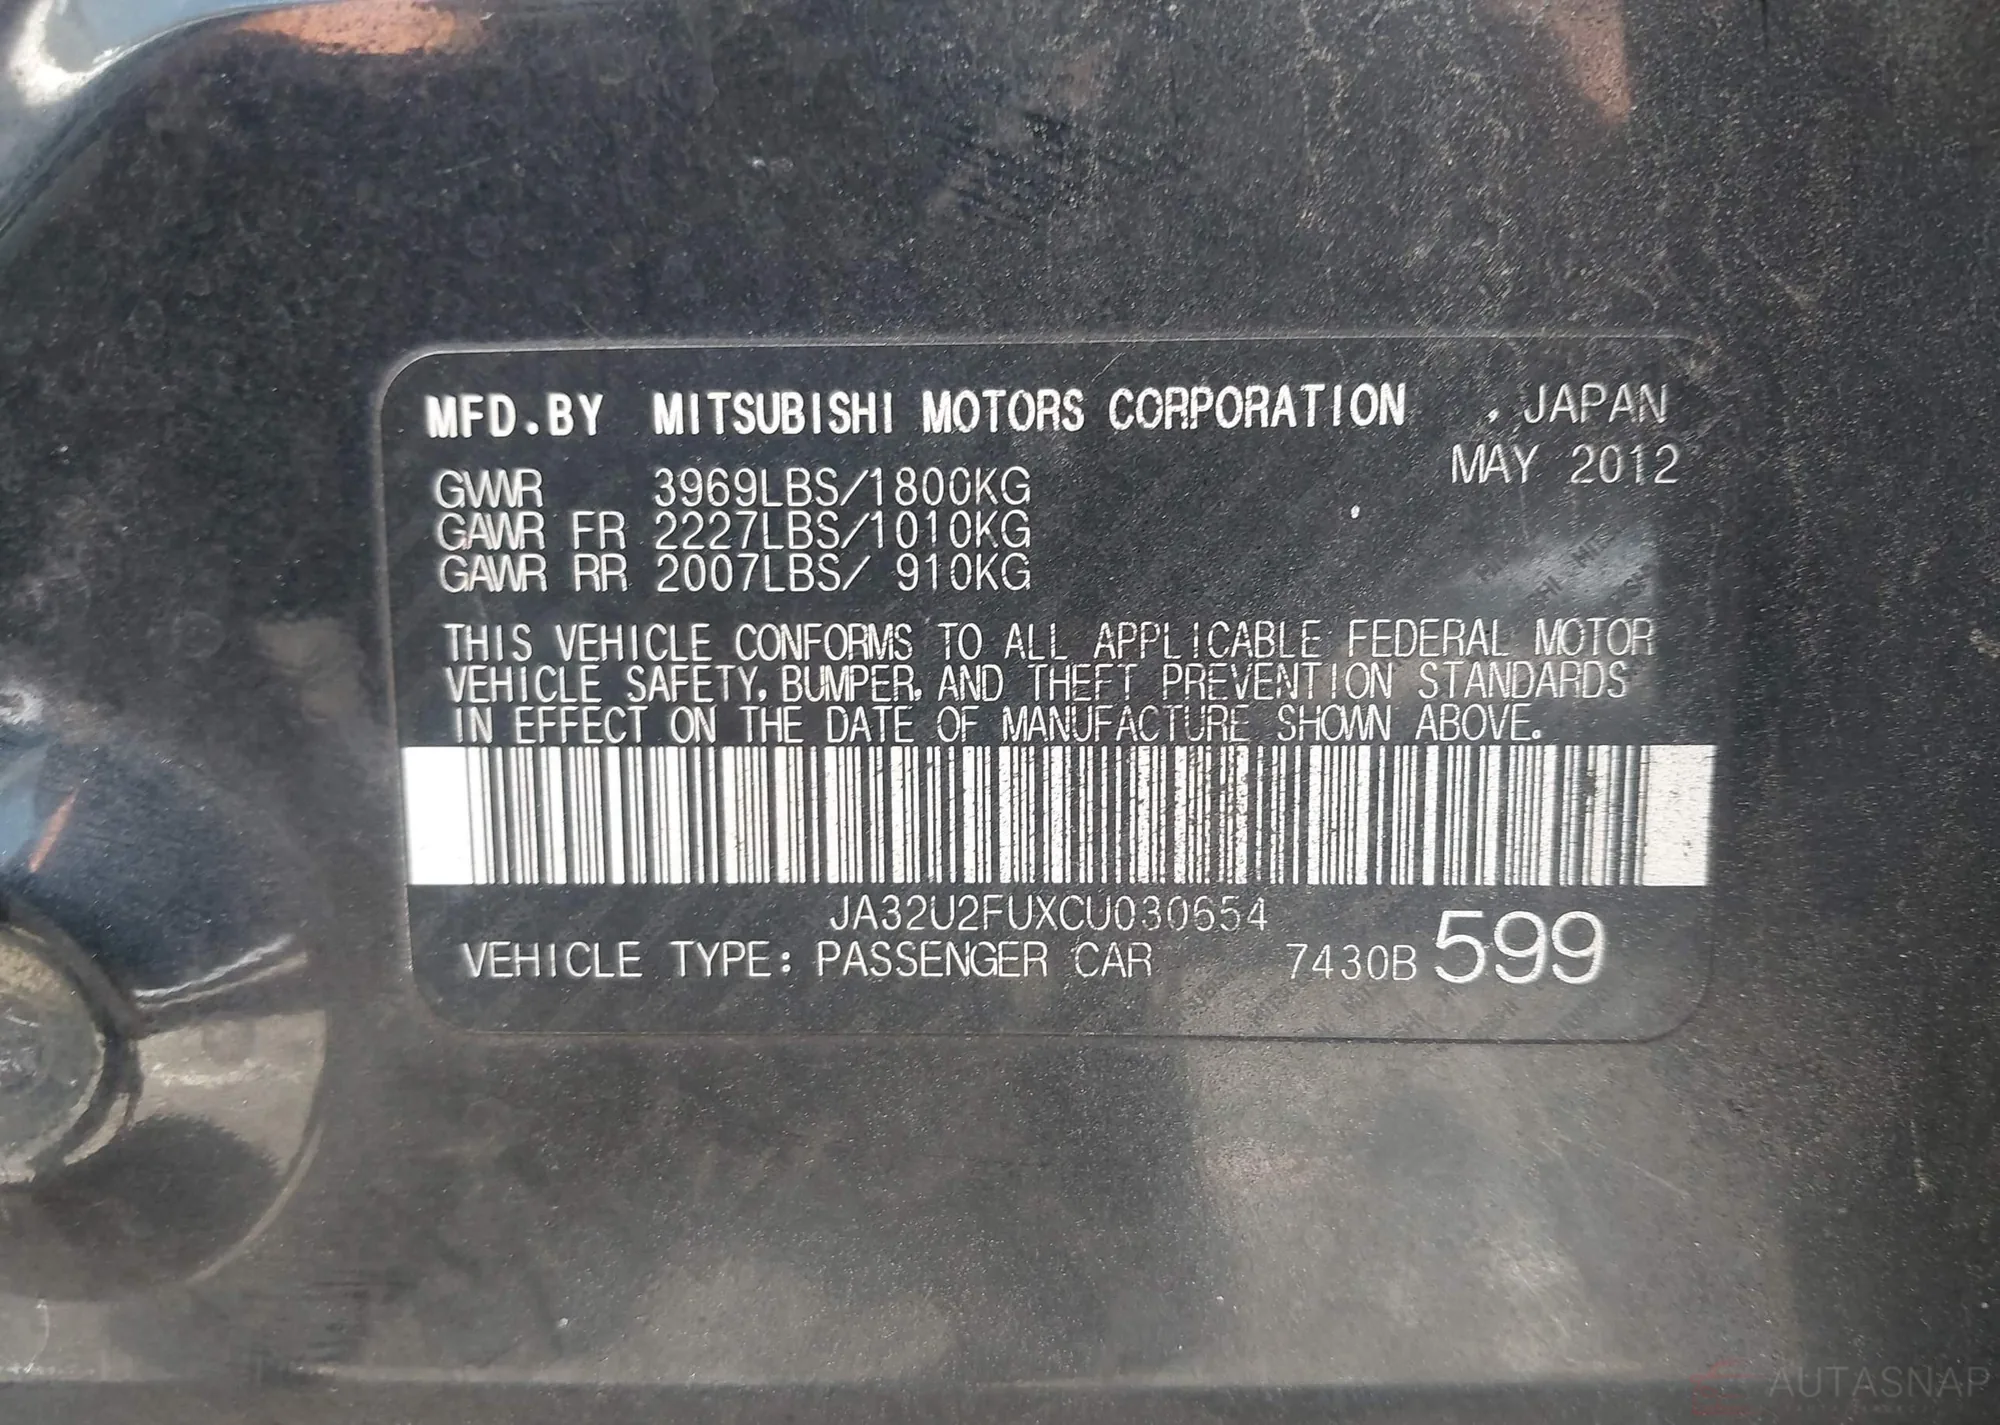 MFD.BY MITSUBISHI MOTORS CORPORATION . JAPAN
MAY 2012
GVWR 3969LBS/1800KG
GAWR FR 2227LBS/1010KG
GAWR RR 2007LBS/ 910KG
THIS VEHICLE CONFORMS TO ALL APPLICABLE FEDERAL MOTOR
VEHICLE SAFETY, BUMPER, AND THEFT PREVENTION STANDARDS
IN EFFECT ON THE DATE OF MANUFACTURE SHOWN ABOVE.
JA32U2FUXCU030654
VEHICLE TYPE: PASSENGER CAR 7430B 599
AUTASNAP